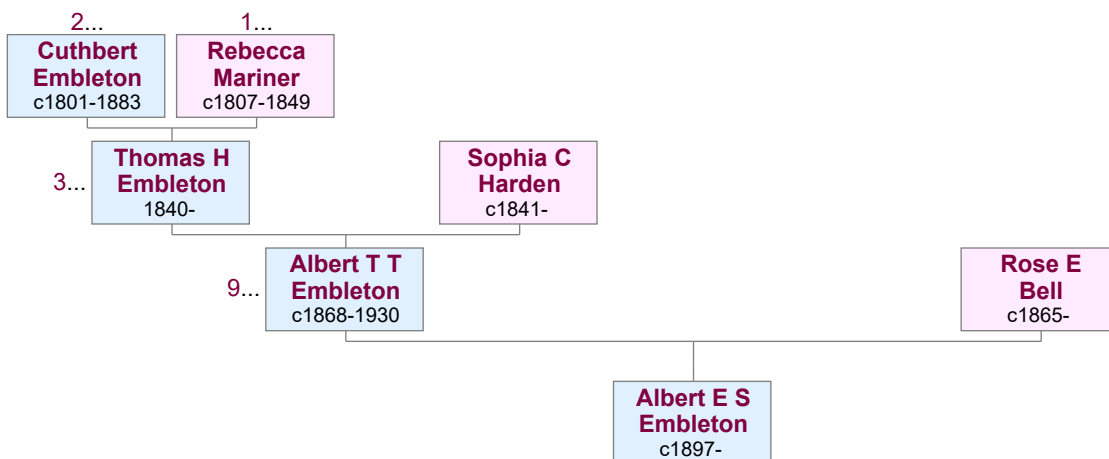 2...
1...
Cuthbert
Embleton
c1801-1883
Rebecca
Mariner
c1807-1849
3...
Thomas H
Embleton
1840-
Sophia C
Harden
c1841-
9...
Albert T T
Embleton
c1868-1930
Rose E
Bell
c1865-
Albert E S
Embleton
c1897-